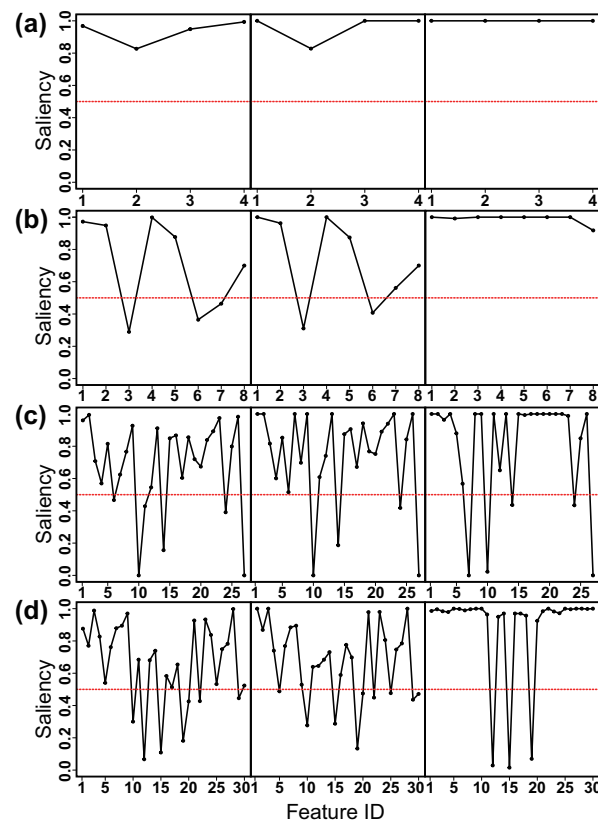 (a)
Saliency
0.0 0.2 0.4 0.6 0.8 1.0
1 2 3 4 1 2 3 4 1 2 3 4
(b)
Saliency
0.0 0.2 0.4 0.6 0.8 1.0
1 2 3 4 5 6 7 8 1 2 3 4 5 6 7 8 1 2 3 4 5 6 7 8
(c)
Saliency
0.0 0.2 0.4 0.6 0.8 1.0
1 5 10 15 20 25 1 5 10 15 20 25 1 5 10 15 20 25
(d)
Saliency
0.0 0.2 0.4 0.6 0.8 1.0
1 5 10 15 20 25 30 1 5 10 15 20 25 30 1 5 10 15 20 25 30
Feature ID